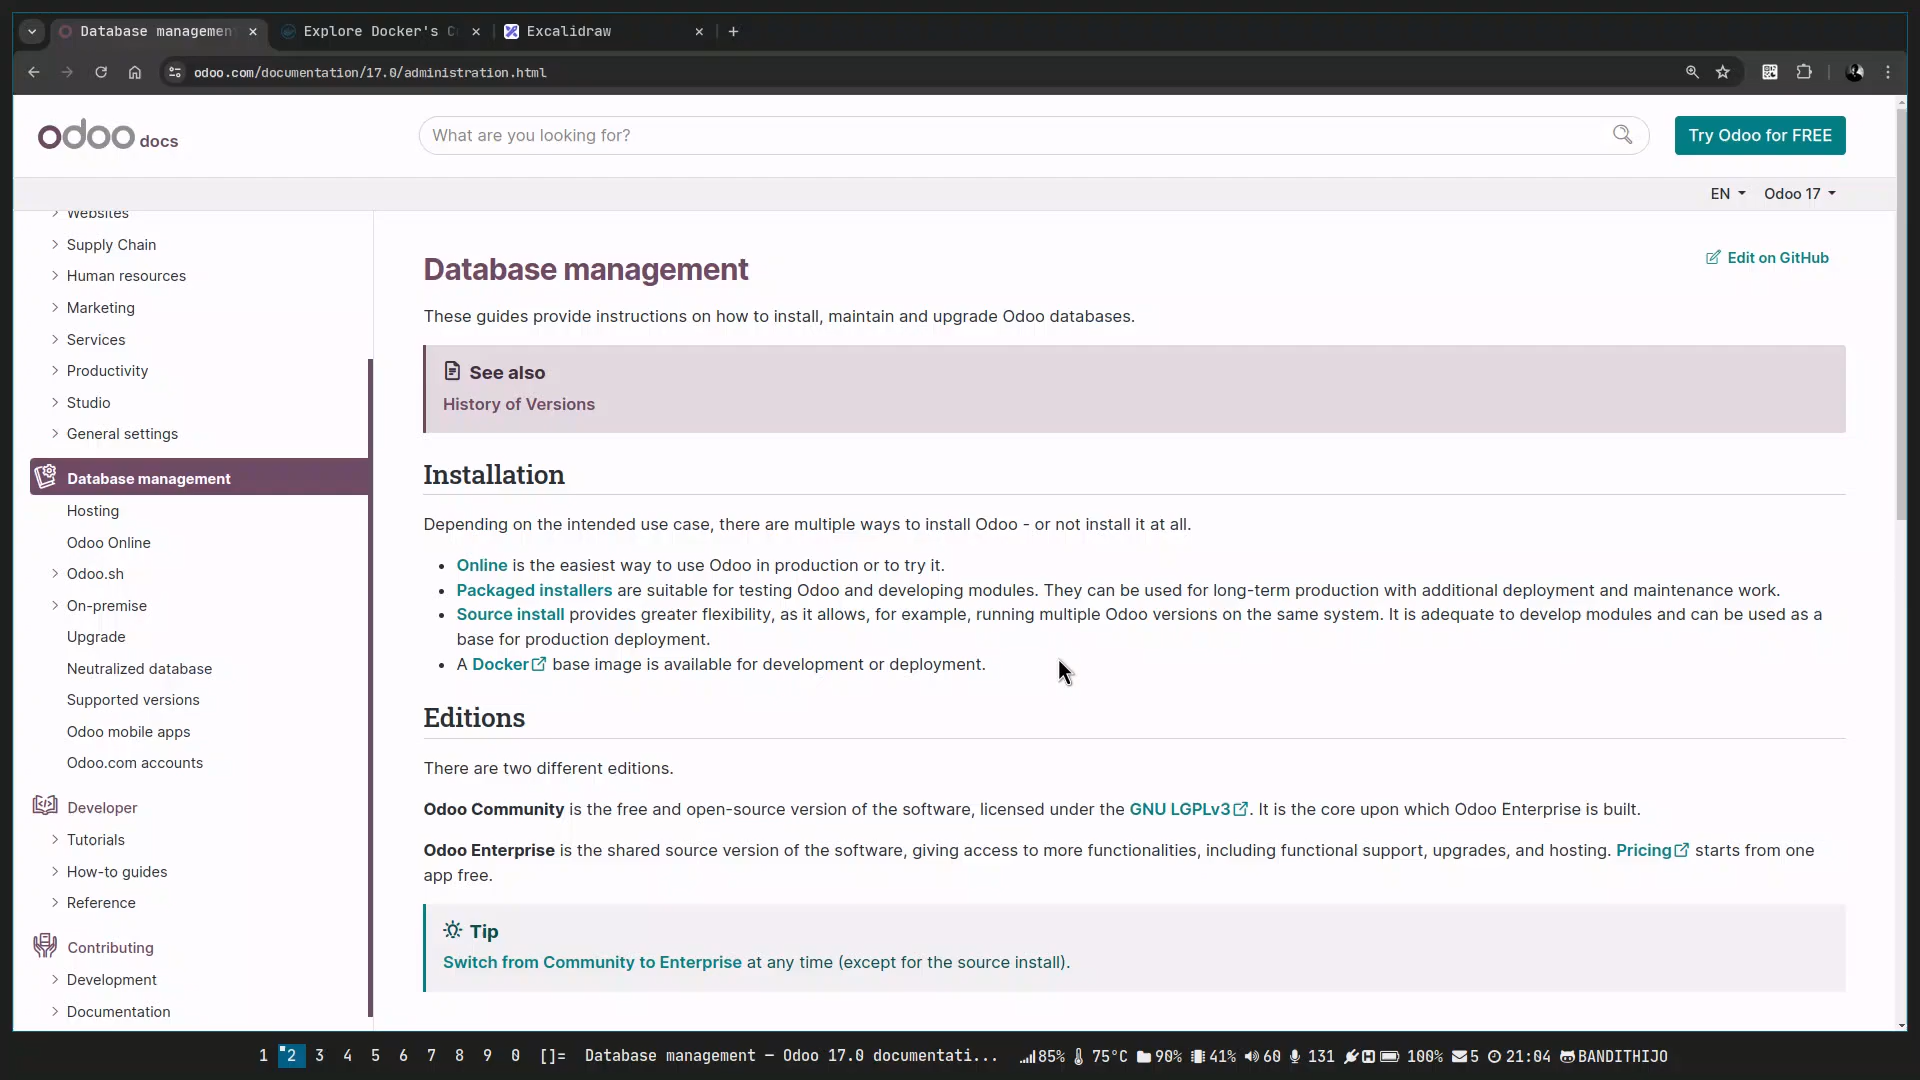 Database managemen
Explore Docker's C
Excalidraw
odoo.com/documentation/17.0/administration.html
odoo docs
What are you looking for?
Try Odoo for FREE
EN
Odoo 17
Websites
Supply Chain
Human resources
Marketing
Services
Productivity
Studio
General settings
Database management
Hosting
Odoo Online
Odoo.sh
On-premise
Upgrade
Neutralized database
Supported versions
Odoo mobile apps
Odoo.com accounts
Developer
Tutorials
How-to guides
Reference
Contributing
Development
Documentation
Database management
Edit on GitHub
These guides provide instructions on how to install, maintain and upgrade Odoo databases.
See also
History of Versions
Installation
Depending on the intended use case, there are multiple ways to install Odoo - or not install it at all.
• Online is the easiest way to use Odoo in production or to try it.
• Packaged installers are suitable for testing Odoo and developing modules. They can be used for long-term production with additional deployment and maintenance work.
• Source install provides greater flexibility, as it allows, for example, running multiple Odoo versions on the same system. It is adequate to develop modules and can be used as a
base for production deployment.
• A Docker base image is available for development or deployment.
Editions
There are two different editions.
Odoo Community is the free and open-source version of the software, licensed under the GNU LGPLv3. It is the core upon which Odoo Enterprise is built.
Odoo Enterprise is the shared source version of the software, giving access to more functionalities, including functional support, upgrades, and hosting. Pricing starts from one
app free.
Tip
Switch from Community to Enterprise at any time (except for the source install).
1 2 3 4 5 6 7 8 9 0 []= Database management — Odoo 17.0 documentati... 85% 75°C 90% 41% 60 131 100% 5 21:04 BANDITHIJO